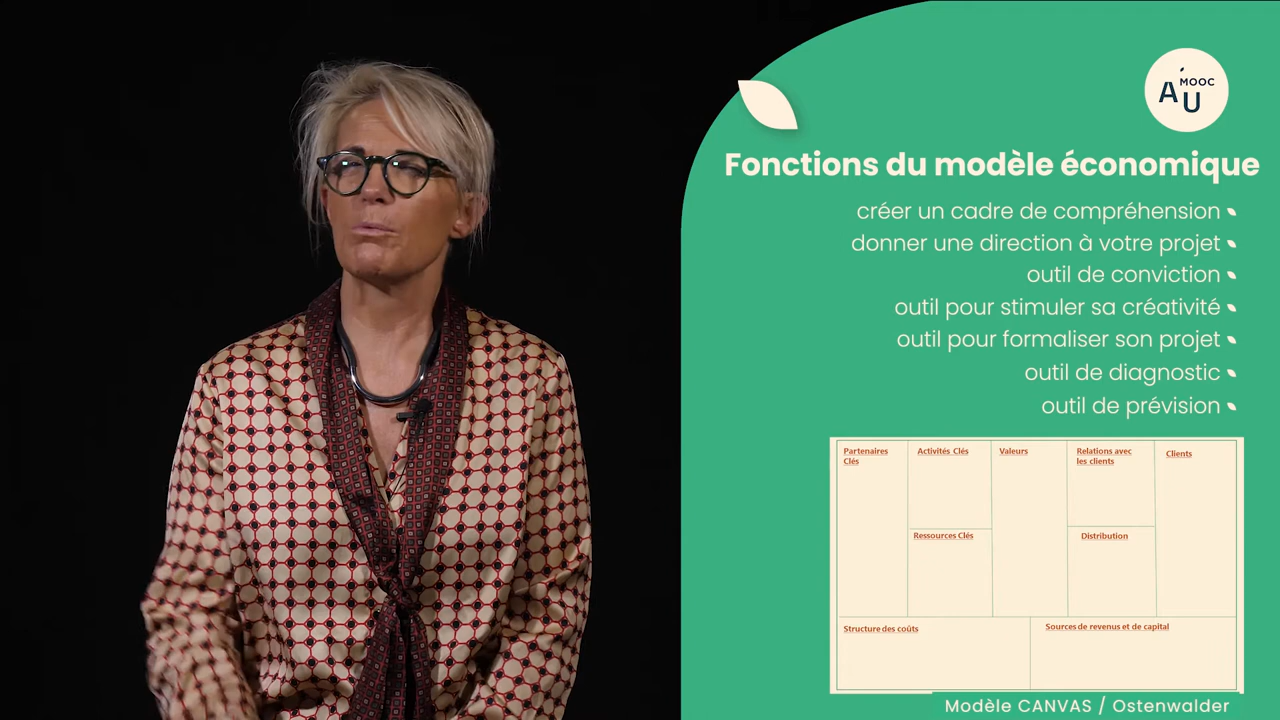 MOOC
ÁU
Fonctions du modèle économique
créer un cadre de compréhension
donner une direction à votre projet
outil de conviction
outil pour stimuler sa créativité
outil pour formaliser son projet
outil de diagnostic
outil de prévision
Partenaires
Clés
Activités Clés
Valeurs
Relations avec
les clients
Clients
Ressources Clés
Distribution
Structure des coûts
Sources de revenus et de capital
Modèle CANVAS / Ostenwalder